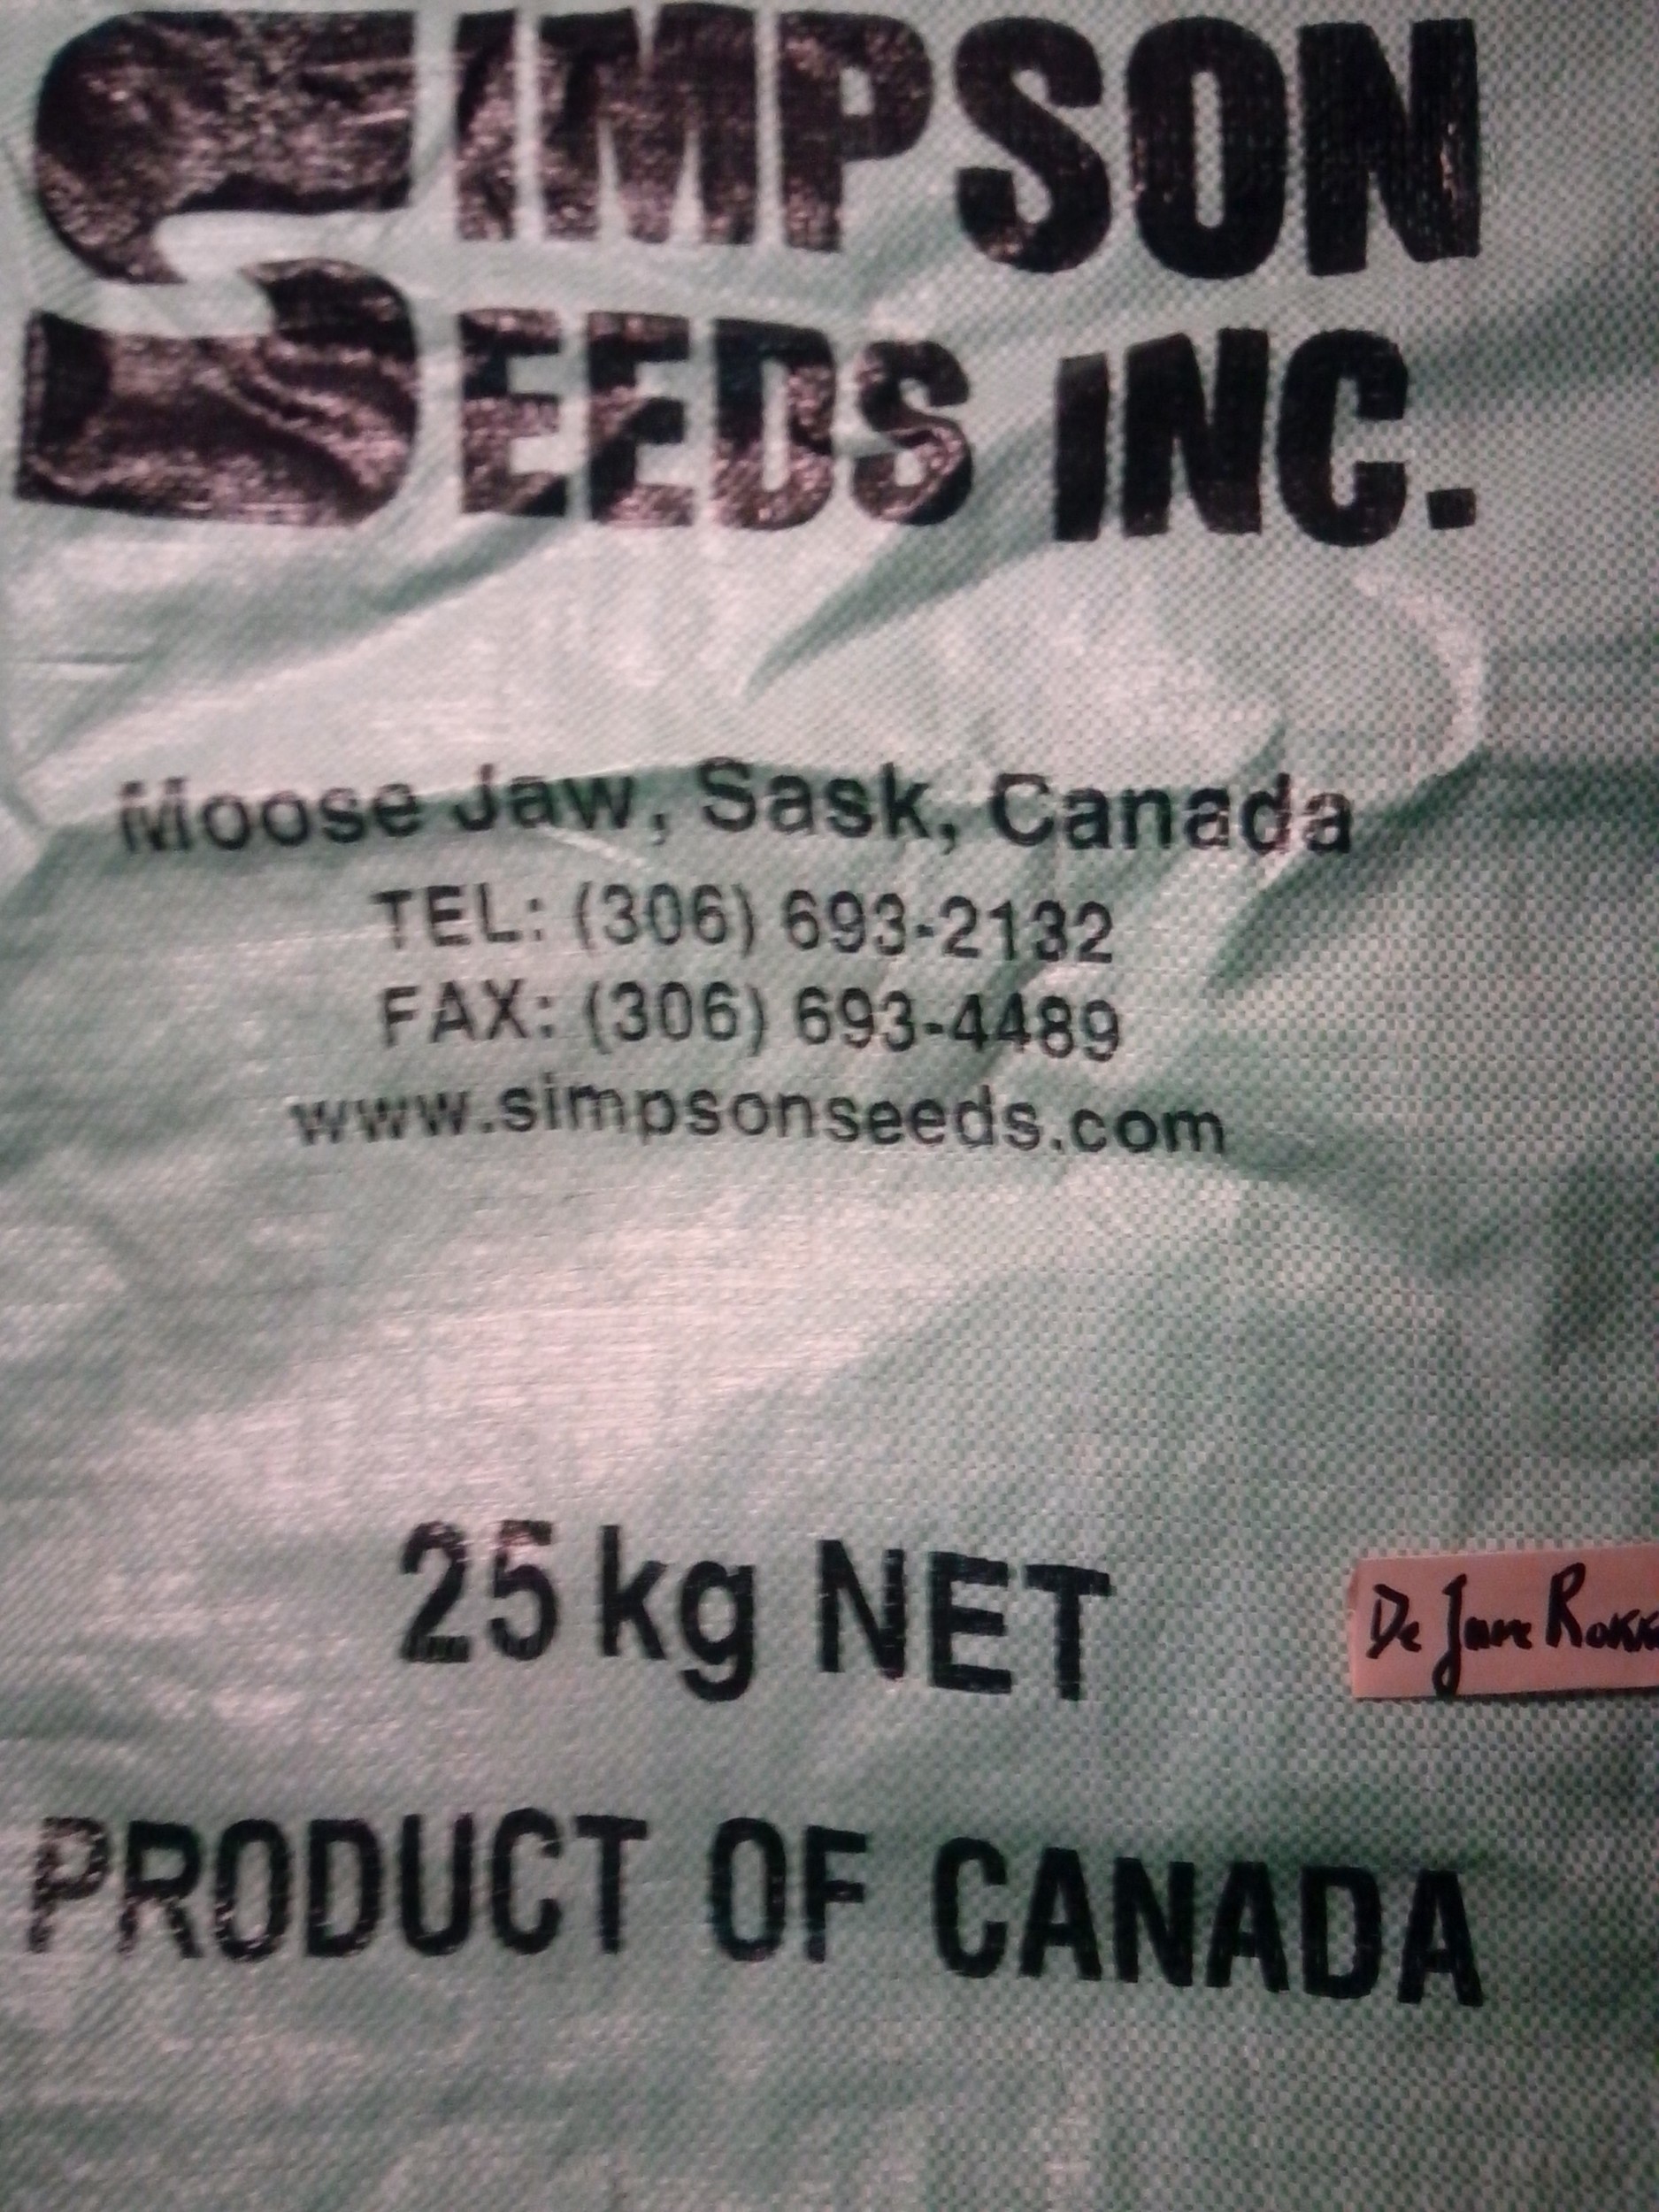 SIMPSON
SEEDS INC.
Moose Jaw, Sask, Canada
TEL: (306) 693-2132
FAX: (306) 693-4489
www.simpsonseeds.com
25 kg NET
De
PRODUCT OF CANADA